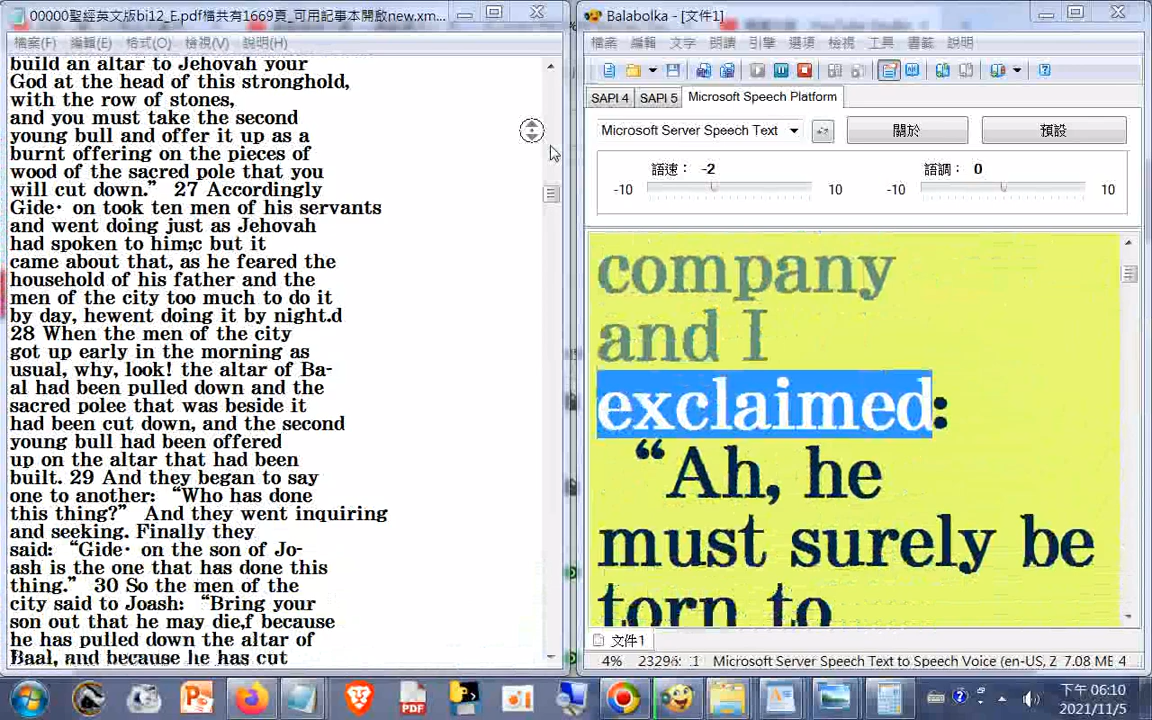 00000聖經英文版bi12_E.pdf檔共有1669頁_可用記事本開啟new.xm...
檔案(F) 編輯(E) 格式(O) 檢視(V) 說明(H)
build an altar to Jehovah your
God at the head of this stronghold,
with the row of stones,
and you must take the second
young bull and offer it up as a
burnt offering on the pieces of
wood of the sacred pole that you
will cut down.” 27 Accordingly
Gide· on took ten men of his servants
and went doing just as Jehovah
had spoken to him;c but it
came about that, as he feared the
household of his father and the
men of the city too much to do it
by day, hewent doing it by night.d
28 When the men of the city
got up early in the morning as
usual, why, look! the altar of Ba-
al had been pulled down and the
sacred polee that was beside it
had been cut down, and the second
young bull had been offered
up on the altar that had been
built. 29 And they began to say
one to another: “Who has done
this thing?” And they went inquiring
and seeking. Finally they
said: “Gide· on the son of Jo-
ash is the one that has done this
thing.” 30 So the men of the
city said to Joash: “Bring your
son out that he may die,f because
he has pulled down the altar of
Baal, and because he has cut
Balabolka - [文件1]
檔案 編輯 文字 朗讀 引擎 選項 檢視 工具 書籤 說明
SAPI 4 SAPI 5 Microsoft Speech Platform
Microsoft Server Speech Text 關於 預設
語速: -2 語調: 0
-10 10 -10 10
company
and I
exclaimed:
“Ah, he
must surely be
torn to
文件1
4% Microsoft Server Speech Text to Speech Voice (en-US, Z 7.08 MB 4
下午 06:10
2021/11/5